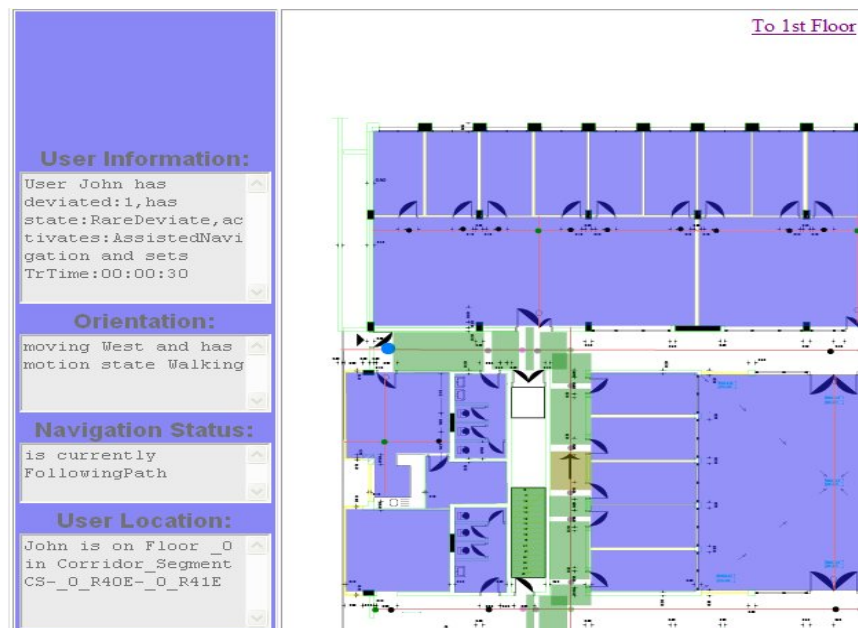 To 1st Floor
User Information:
User John has
deviated:1,has
state:RareDeviate,ac
tivates:AssistedNavi
gation and sets
TrTime:00:00:30
Orientation:
moving West and has
motion state Walking
Navigation Status:
is currently
FollowingPath
User Location:
John is on Floor _0
in Corridor_Segment
CS-_0_R40E-_0_R41E